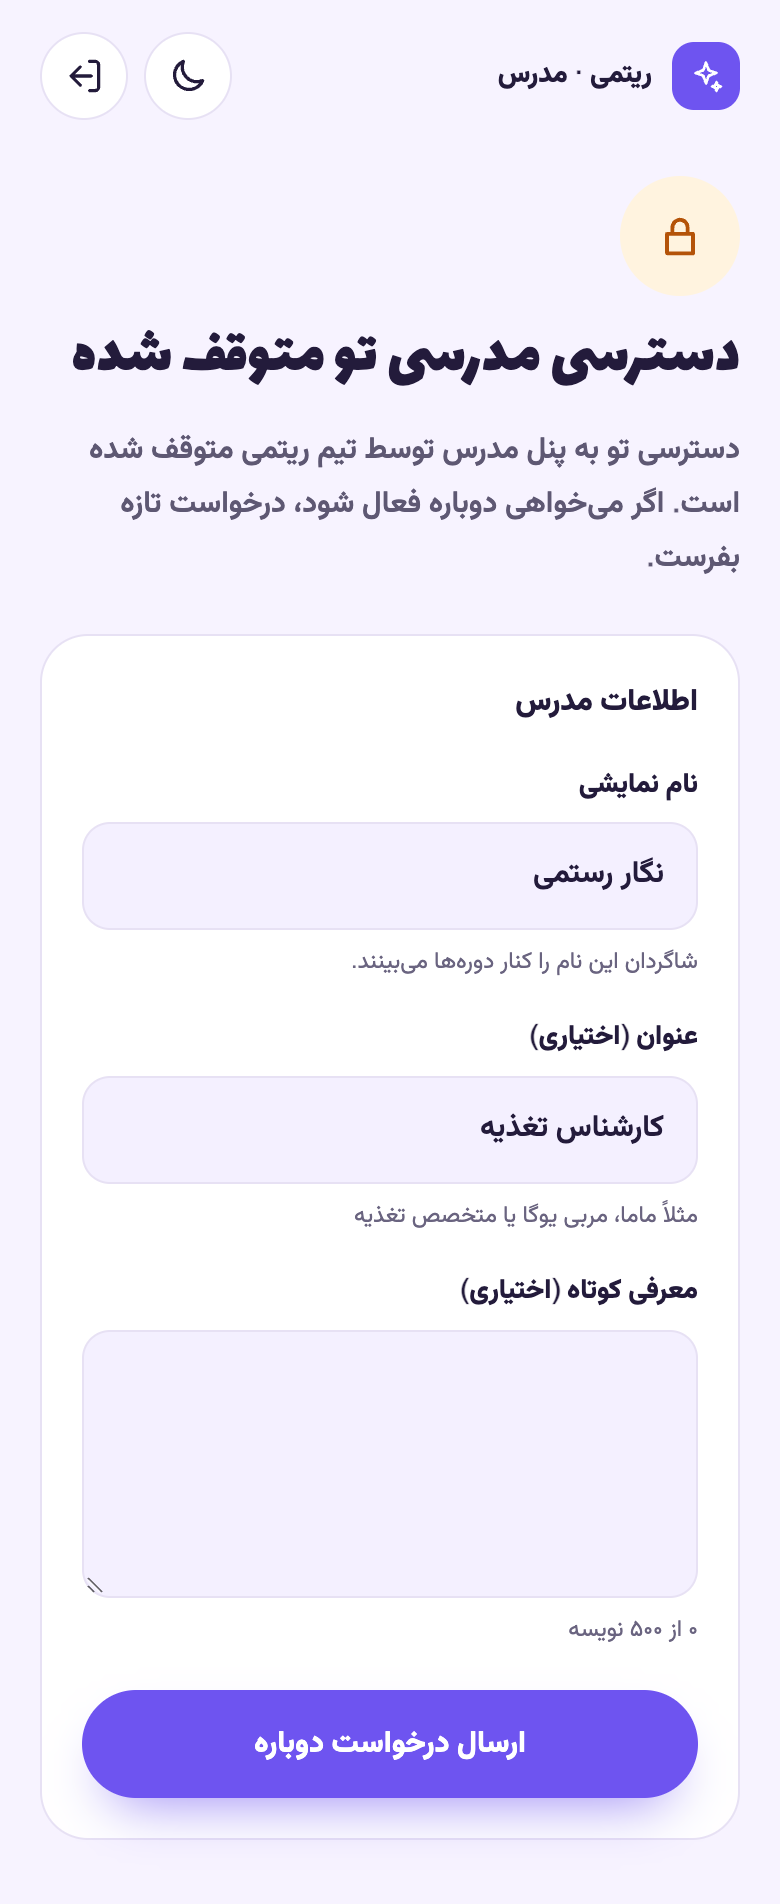 ریتمی · مدرس
دسترسی مدرسی تو متوقف شده
دسترسی تو به پنل مدرس توسط تیم ریتمی متوقف شده
است. اگر می‌خواهی دوباره فعال شود، درخواست تازه
بفرست.
اطلاعات مدرس
نام نمایشی
نگار رستمی
شاگردان این نام را کنار دوره‌ها می‌بینند.
عنوان (اختیاری)
کارشناس تغذیه
مثلاً ماما، مربی یوگا یا متخصص تغذیه
معرفی کوتاه (اختیاری)
۰ از ۵۰۰ نویسه
ارسال درخواست دوباره